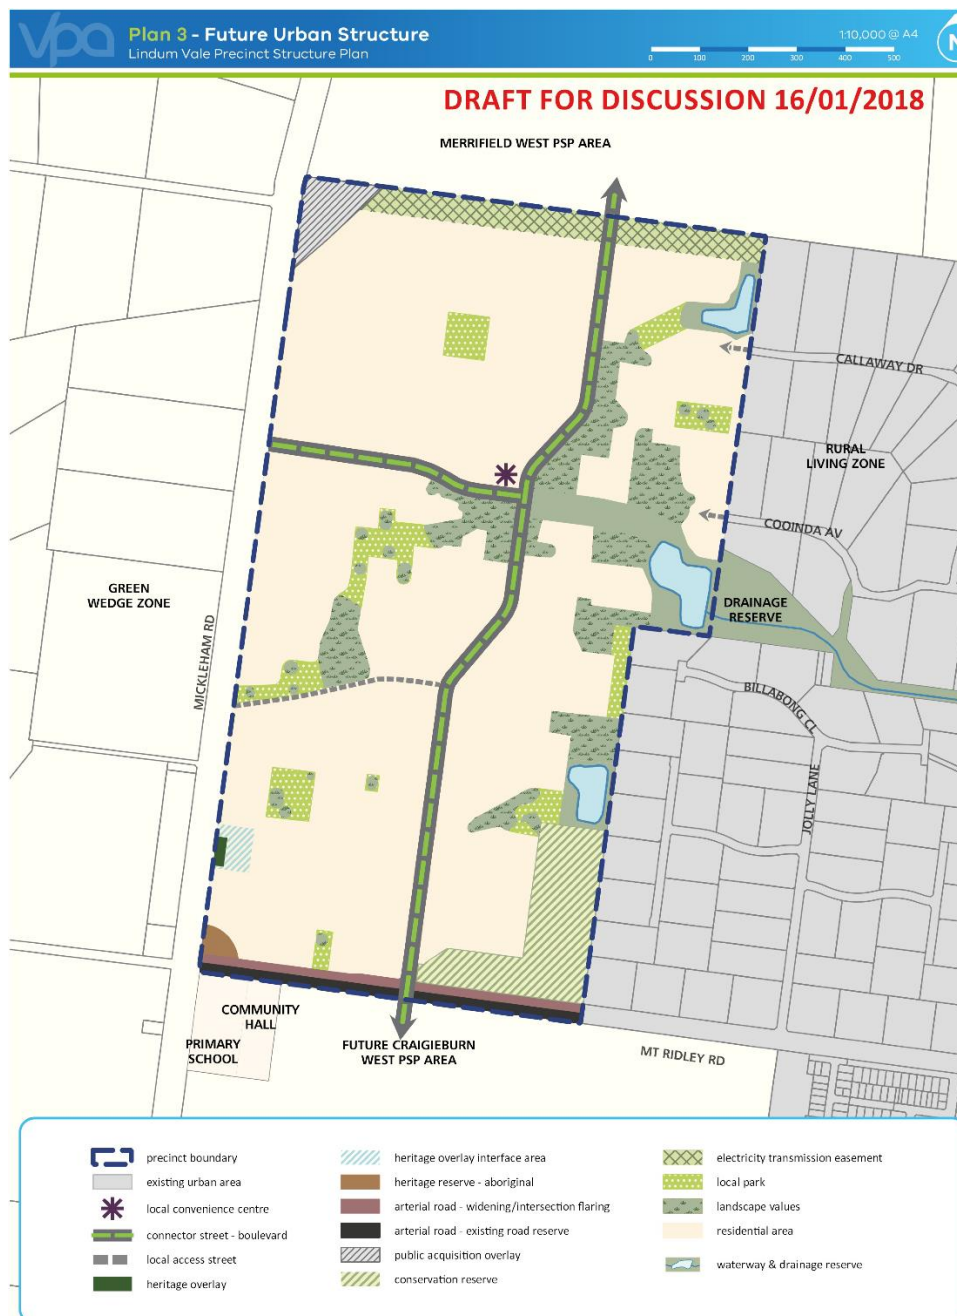 vpa
Plan 3 - Future Urban Structure
Lindum Vale Precinct Structure Plan
1:10,000 @ A4
0 100 200 300 400 500
N
DRAFT FOR DISCUSSION 16/01/2018
MERRIFIELD WEST PSP AREA
CALLAWAY DR
RURAL
LIVING ZONE
COOINDA AV
GREEN
WEDGE ZONE
DRAINAGE
RESERVE
MICKLEHAM RD
BILLABONG CL
JOLLY LANE
COMMUNITY
HALL
PRIMARY
SCHOOL
FUTURE CRAIGIEBURN
WEST PSP AREA
MT RIDLEY RD
precinct boundary
existing urban area
local convenience centre
connector street - boulevard
local access street
heritage overlay
heritage overlay interface area
heritage reserve - aboriginal
arterial road - widening/intersection flaring
arterial road - existing road reserve
public acquisition overlay
conservation reserve
electricity transmission easement
local park
landscape values
residential area
waterway & drainage reserve